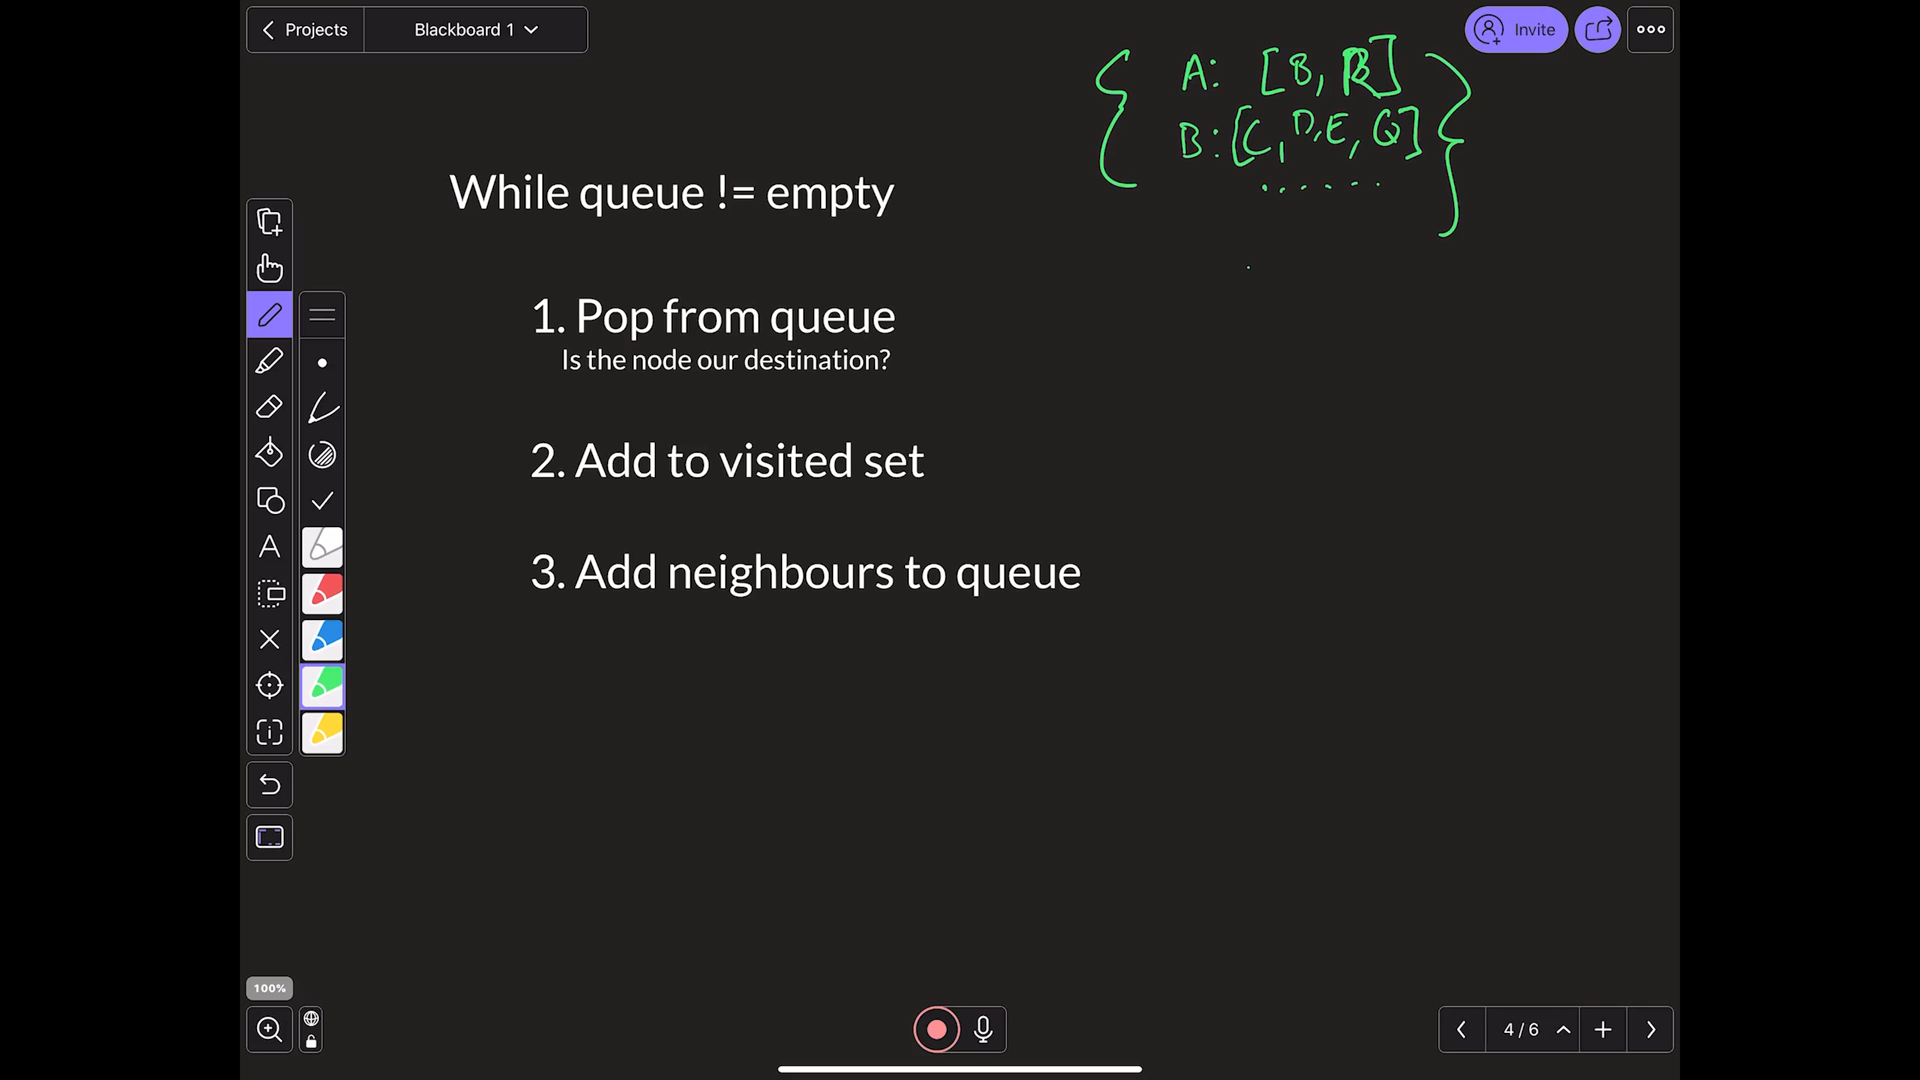 Projects
Blackboard 1
Invite
A: [B, R]
B: [C, D, E, Q]
. . . . . .
While queue != empty
1. Pop from queue
Is the node our destination?
2. Add to visited set
3. Add neighbours to queue
A
100%
4 / 6